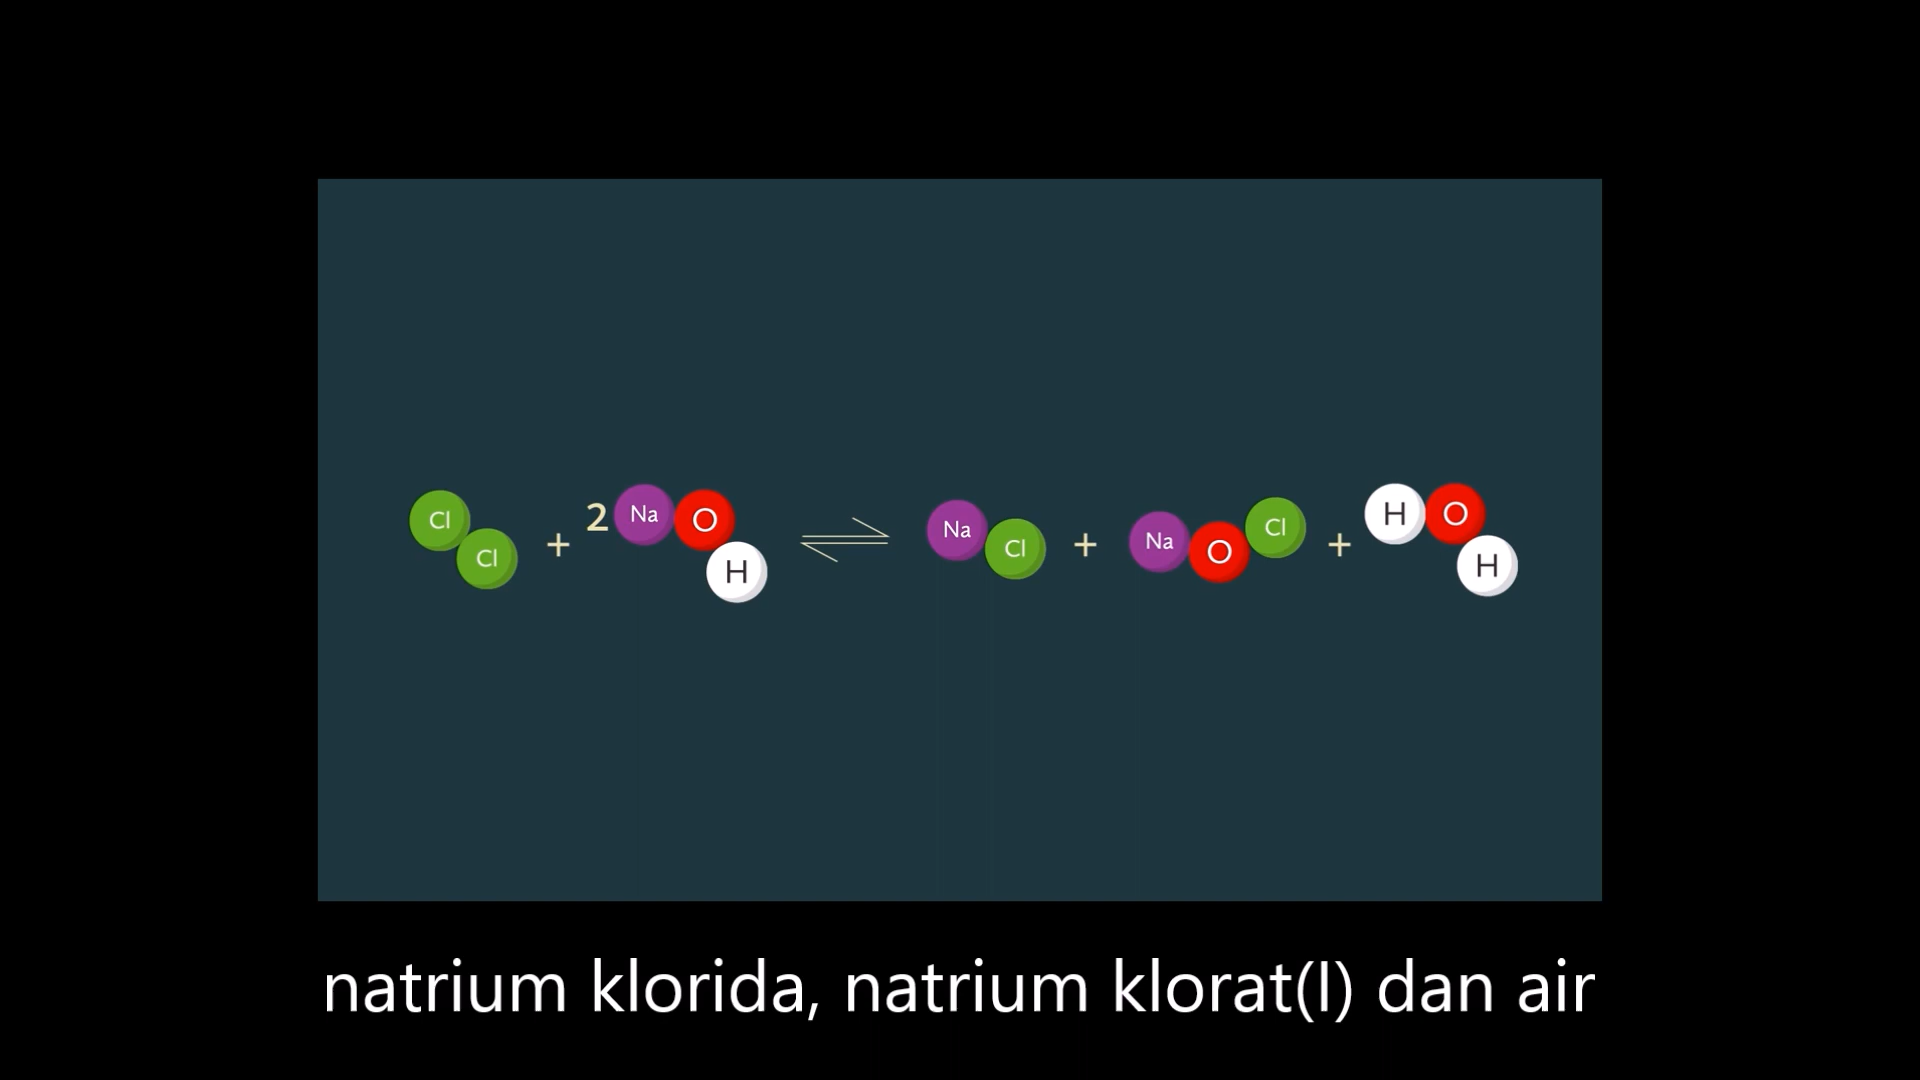 Cl Cl + 2 Na O H ⇌ Na Cl + Na O Cl + H O H
natrium klorida, natrium klorat(I) dan air